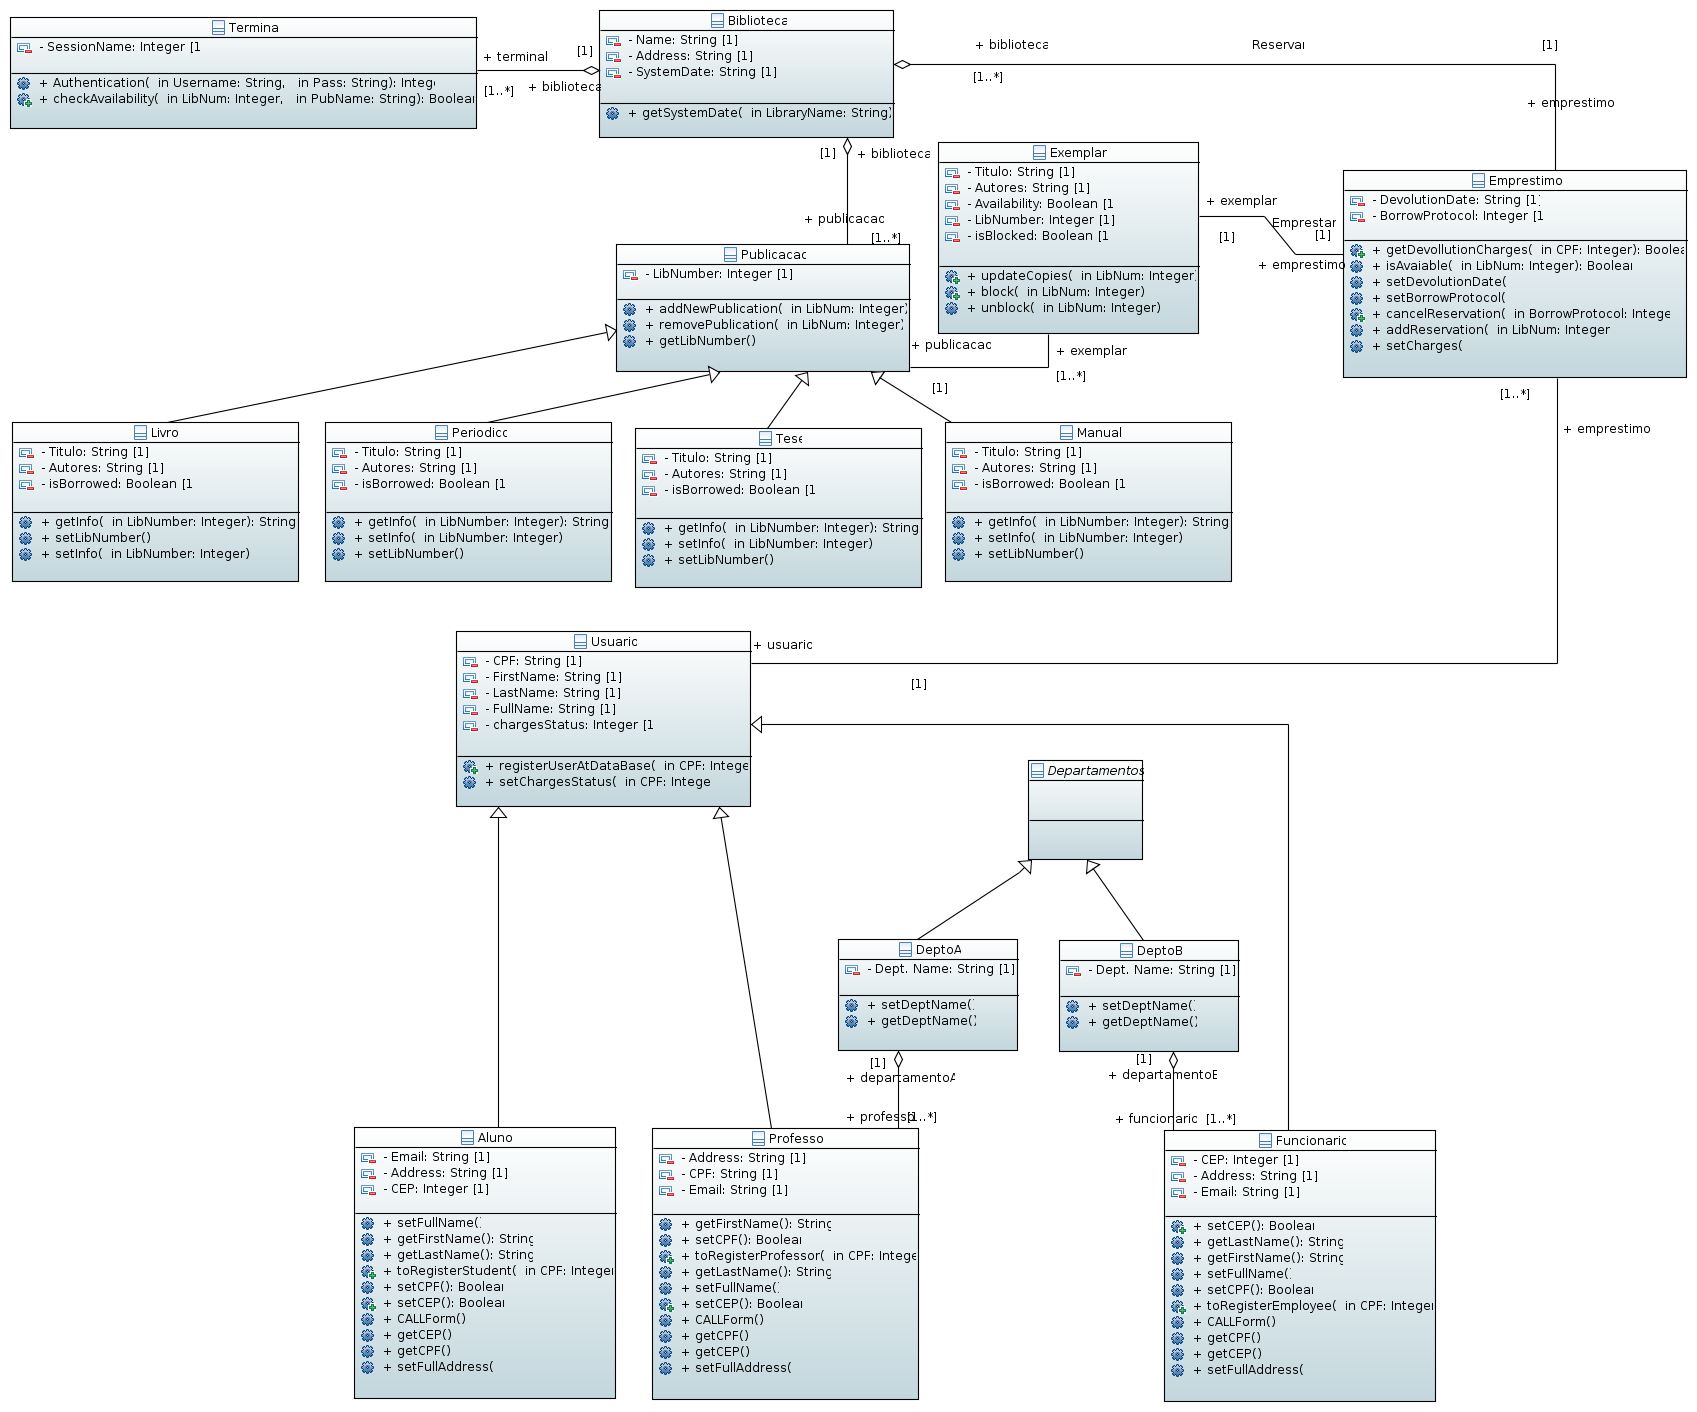 Termina
- SessionName: Integer [1
+ Authentication( in Username: String, in Pass: String): Intege
+ checkAvailability( in LibNum: Integer, in PubName: String): Boolean
+ terminal
[1..*]
[1]
+ biblioteca
Biblioteca
- Name: String [1]
- Address: String [1]
- SystemDate: String [1]
+ getSystemDate( in LibraryName: String)
+ biblioteca
[1..*]
Reservar
[1]
+ emprestimo
[1]
+ biblioteca
+ publicacao
[1..*]
Exemplar
- Titulo: String [1]
- Autores: String [1]
- Availability: Boolean [1
- LibNumber: Integer [1]
- isBlocked: Boolean [1
+ updateCopies( in LibNum: Integer)
+ block( in LibNum: Integer)
+ unblock( in LibNum: Integer)
+ exemplar
[1]
Emprestar
[1]
+ emprestimo
Emprestimo
- DevolutionDate: String [1]
- BorrowProtocol: Integer [1
+ getDevollutionCharges( in CPF: Integer): Boolea
+ isAvaiable( in LibNum: Integer): Boolean
+ setDevolutionDate(
+ setBorrowProtocol(
+ cancelReservation( in BorrowProtocol: Intege
+ addReservation( in LibNum: Integer
+ setCharges(
Publicacao
- LibNumber: Integer [1]
+ addNewPublication( in LibNum: Integer)
+ removePublication( in LibNum: Integer)
+ getLibNumber()
+ publicacao
[1]
+ exemplar
[1..*]
[1..*]
+ emprestimo
Livro
- Titulo: String [1]
- Autores: String [1]
- isBorrowed: Boolean [1
+ getInfo( in LibNumber: Integer): String
+ setLibNumber()
+ setInfo( in LibNumber: Integer)
Periodico
- Titulo: String [1]
- Autores: String [1]
- isBorrowed: Boolean [1
+ getInfo( in LibNumber: Integer): String
+ setInfo( in LibNumber: Integer)
+ setLibNumber()
Tese
- Titulo: String [1]
- Autores: String [1]
- isBorrowed: Boolean [1
+ getInfo( in LibNumber: Integer): String
+ setInfo( in LibNumber: Integer)
+ setLibNumber()
Manual
- Titulo: String [1]
- Autores: String [1]
- isBorrowed: Boolean [1
+ getInfo( in LibNumber: Integer): String
+ setInfo( in LibNumber: Integer)
+ setLibNumber()
Usuario
- CPF: String [1]
- FirstName: String [1]
- LastName: String [1]
- FullName: String [1]
- chargesStatus: Integer [1
+ registerUserAtDataBase( in CPF: Intege
+ setChargesStatus( in CPF: Intege
+ usuario
[1]
Departamentos
DeptoA
- Dept. Name: String [1]
+ setDeptName()
+ getDeptName()
[1]
+ departamentoA
+ professo
[1..*]
DeptoB
- Dept. Name: String [1]
+ setDeptName()
+ getDeptName()
[1]
+ departamentoB
+ funcionario
[1..*]
Aluno
- Email: String [1]
- Address: String [1]
- CEP: Integer [1]
+ setFullName()
+ getFirstName(): String
+ getLastName(): String
+ toRegisterStudent( in CPF: Integer
+ setCPF(): Boolean
+ setCEP(): Boolean
+ CALLForm()
+ getCEP()
+ getCPF()
+ setFullAddress(
Professo
- Address: String [1]
- CPF: String [1]
- Email: String [1]
+ getFirstName(): String
+ setCPF(): Boolean
+ toRegisterProfessor( in CPF: Intege
+ getLastName(): String
+ setFullName()
+ setCEP(): Boolean
+ CALLForm()
+ getCPF()
+ getCEP()
+ setFullAddress(
Funcionario
- CEP: Integer [1]
- Address: String [1]
- Email: String [1]
+ setCEP(): Boolean
+ getLastName(): String
+ getFirstName(): String
+ setFullName()
+ setCPF(): Boolean
+ toRegisterEmployee( in CPF: Integer
+ CALLForm()
+ getCPF()
+ getCEP()
+ setFullAddress(